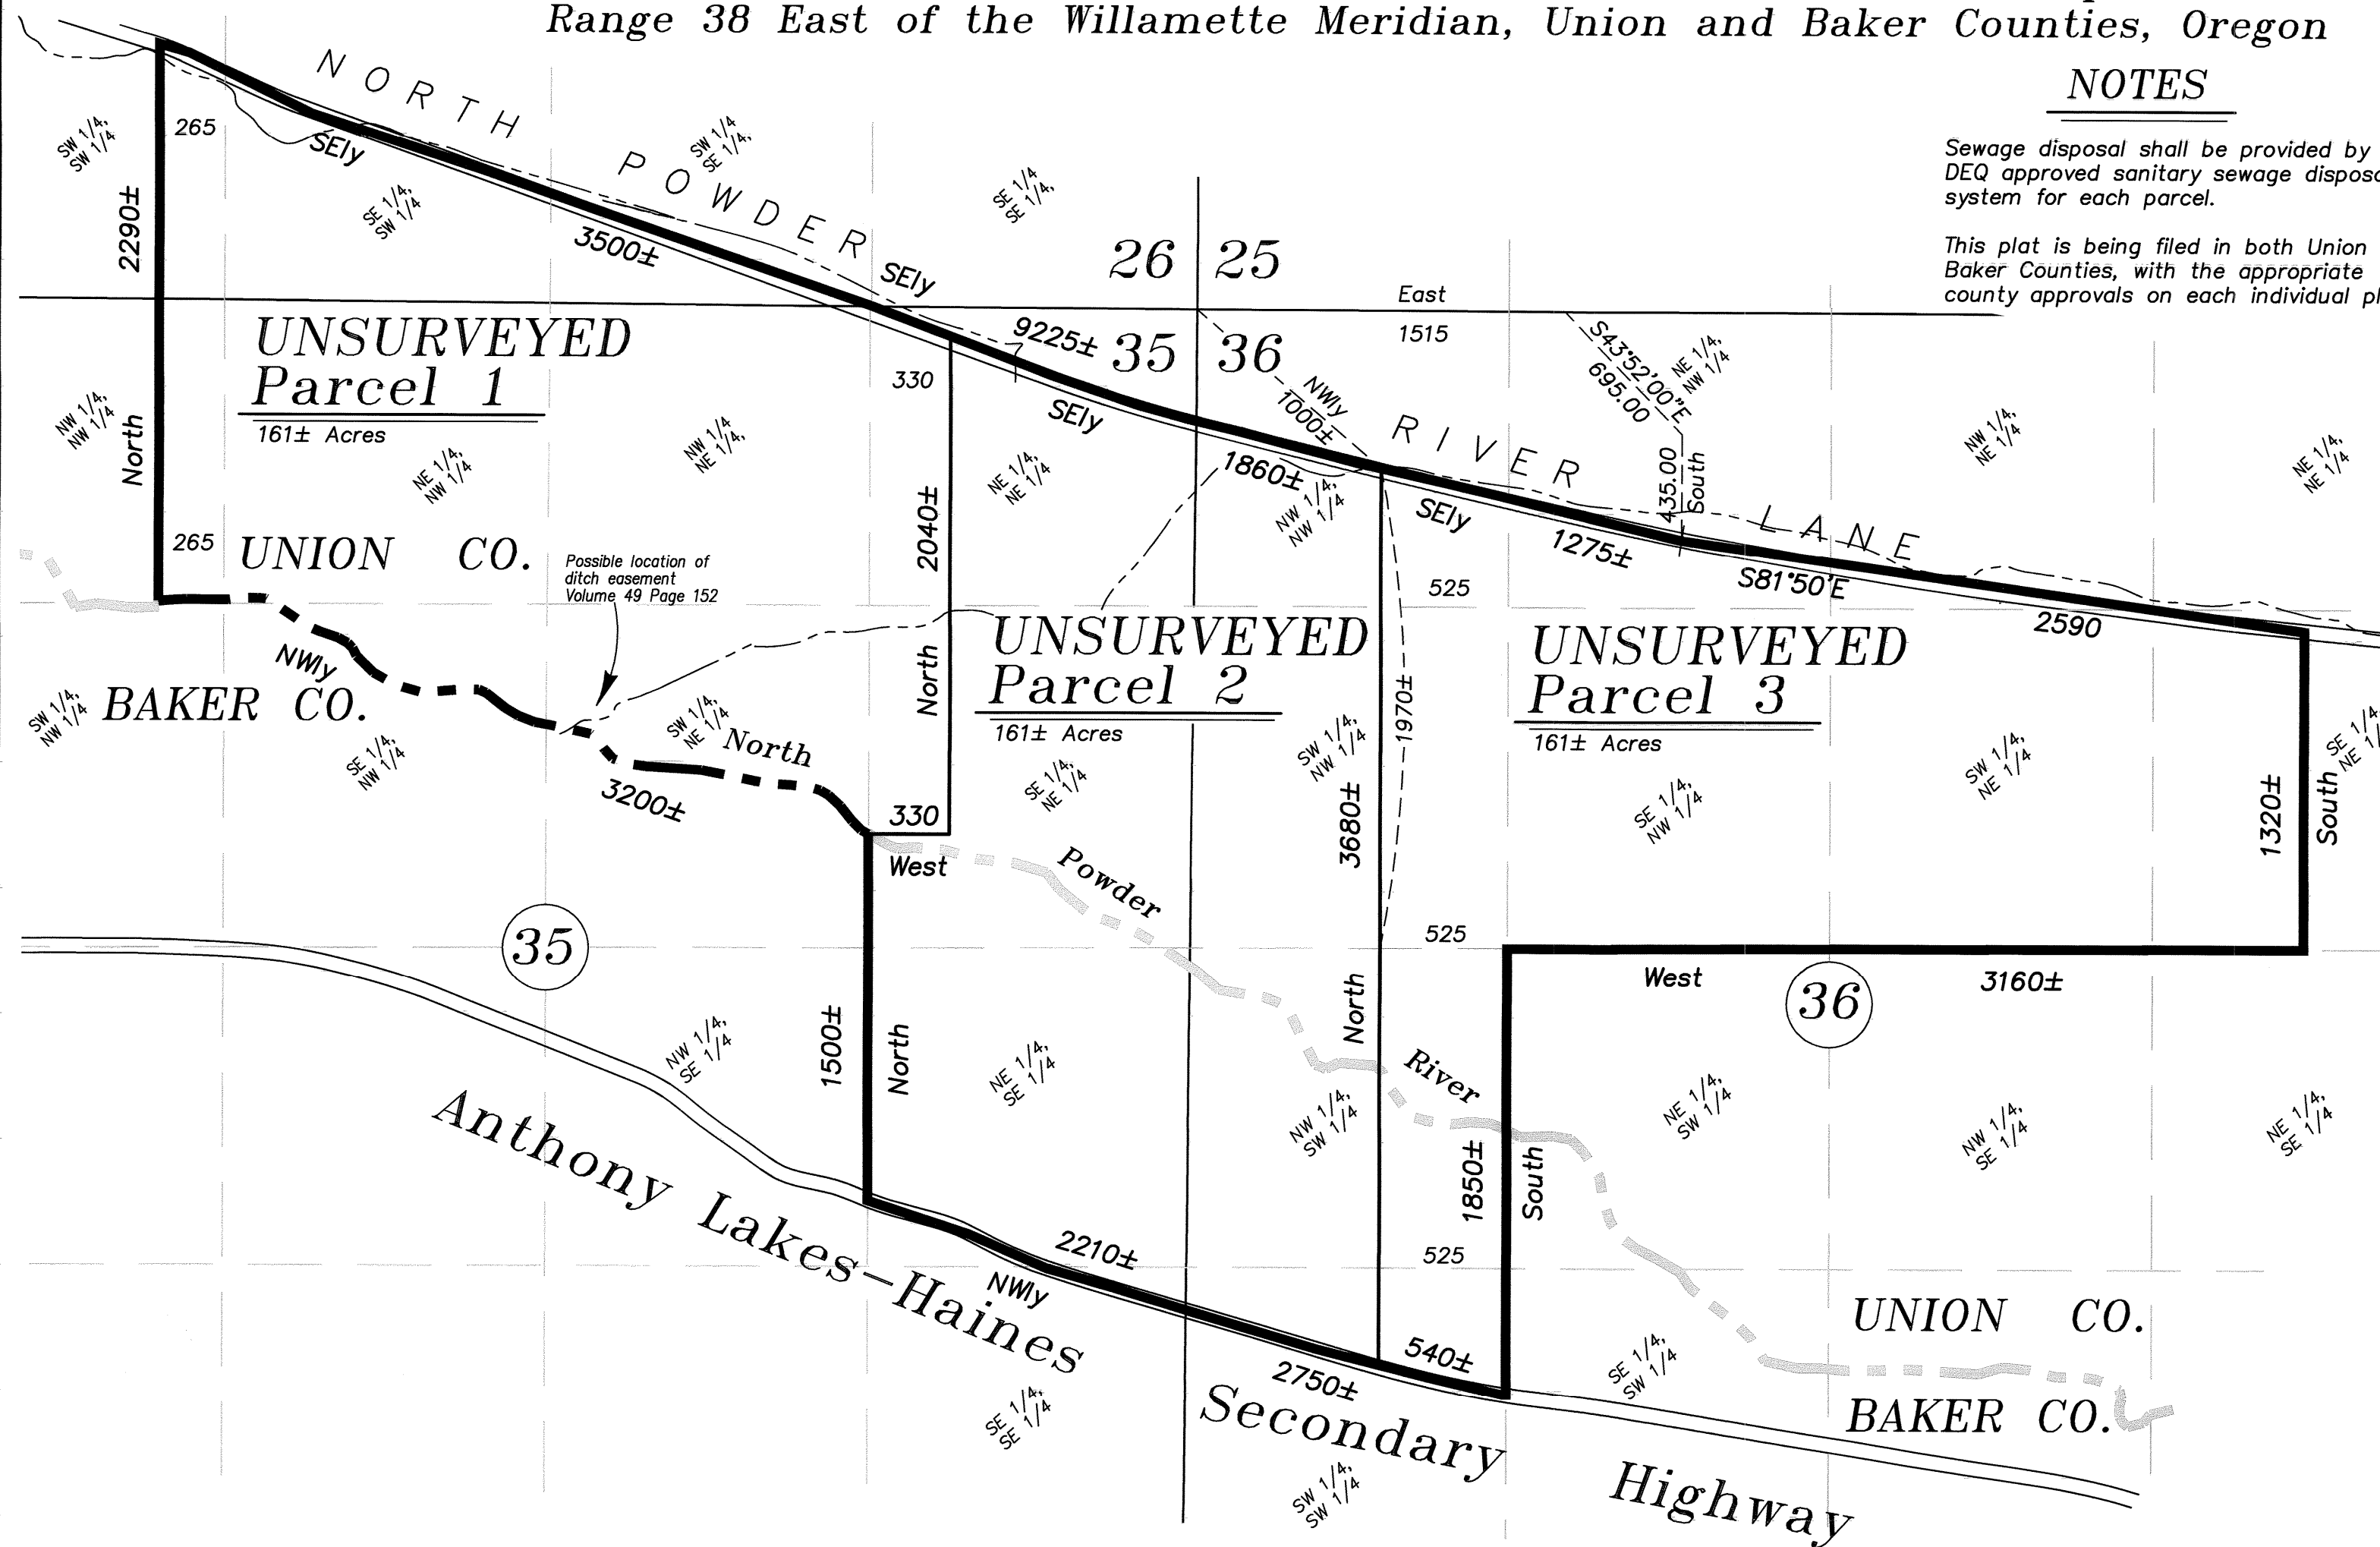 Range 38 East of the Willamette Meridian, Union and Baker Counties, Oregon
NOTES
Sewage disposal shall be provided by
DEQ approved sanitary sewage
system for each parcel.
This plat is being filed in both Union
Baker Counties, with the appropriate
county approvals on each individual
NORTH POWDER RIVER LANE
SW 1/4,
SW 1/4
265
SEly
SE 1/4,
SW 1/4
SW 1/4
SE 1/4,
SE 1/4
SE 1/4,
2290±
3500±
SEly
26
25
East
1515
9225±
35
36
UNSURVEYED
Parcel 1
161± Acres
330
SEly
NWly
1000±
S43°52'00"E
695.00
NE 1/4,
NW 1/4
435.00
South
NW 1/4,
NW 1/4
North
NE 1/4,
NW 1/4
NW 1/4
NE 1/4,
NE 1/4,
NE 1/4
1860±
NW 1/4,
NW 1/4
SEly
1275±
NW 1/4,
NE 1/4
NE 1/4,
NE 1/4
265
UNION CO.
Possible location of
ditch easement
Volume 49 Page 152
2040±
525
S81°50'E
2590
NWly
BAKER CO.
SW 1/4,
NW 1/4
SE 1/4,
NW 1/4
SW 1/4,
NE 1/4
North
North
UNSURVEYED
Parcel 2
161± Acres
UNSURVEYED
Parcel 3
161± Acres
SE 1/4,
NE 1/4
SW 1/4,
NW 1/4
1970±
3680±
SE 1/4,
NW 1/4
SW 1/4,
NE 1/4
SE 1/4,
NE
1320±
South
3200±
330
West
Powder
35
525
West
3160±
36
1500±
North
North
River
NW 1/4,
SE 1/4
NE 1/4,
SE 1/4
NW 1/4,
SW 1/4
1850±
South
NE 1/4,
SW 1/4
NW 1/4,
SE 1/4
NE 1/4,
SE 1/4
Anthony Lakes-Haines
Secondary
Highway
2210±
NWly
525
540±
2750±
SE 1/4,
SW 1/4
UNION CO.
BAKER CO.
SE 1/4,
SE 1/4
SW 1/4,
SW 1/4